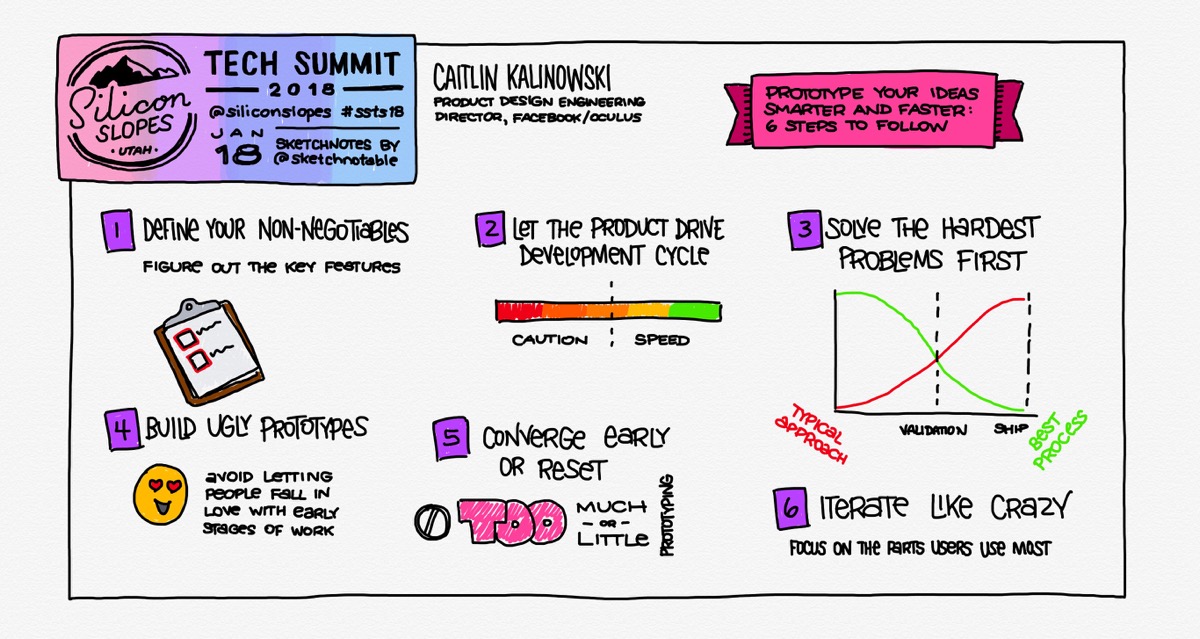 Silicon
SLOPES
• UTAH •
TECH SUMMIT
2018
@siliconslopes #ssts18
JAN
18
SKETCHNOTES BY
@sketchnotable
CAITLIN KALINOWSKI
PRODUCT DESIGN ENGINEERING
DIRECTOR, FACEBOOK/OCULUS
PROTOTYPE YOUR IDEAS
SMARTER AND FASTER:
6 STEPS TO FOLLOW
1 DEFINE YOUR NON-NEGOTIABLES
FIGURE OUT THE KEY FEATURES
2 LET THE PRODUCT DRIVE
DEVELOPMENT CYCLE
CAUTION
SPEED
3 SOLVE THE HARDEST
PROBLEMS FIRST
TYPICAL
APPROACH
VALIDATION
SHIP
BEST
PROCESS
4 BUILD UGLY PROTOTYPES
AVOID LETTING
PEOPLE FALL IN
LOVE WITH EARLY
STAGES OF WORK
5 CONVERGE EARLY
OR RESET
TOO
MUCH
- OR -
LITTLE
PROTOTYPING
6 ITERATE LIKE CRAZY
FOCUS ON THE PARTS USERS USE MOST